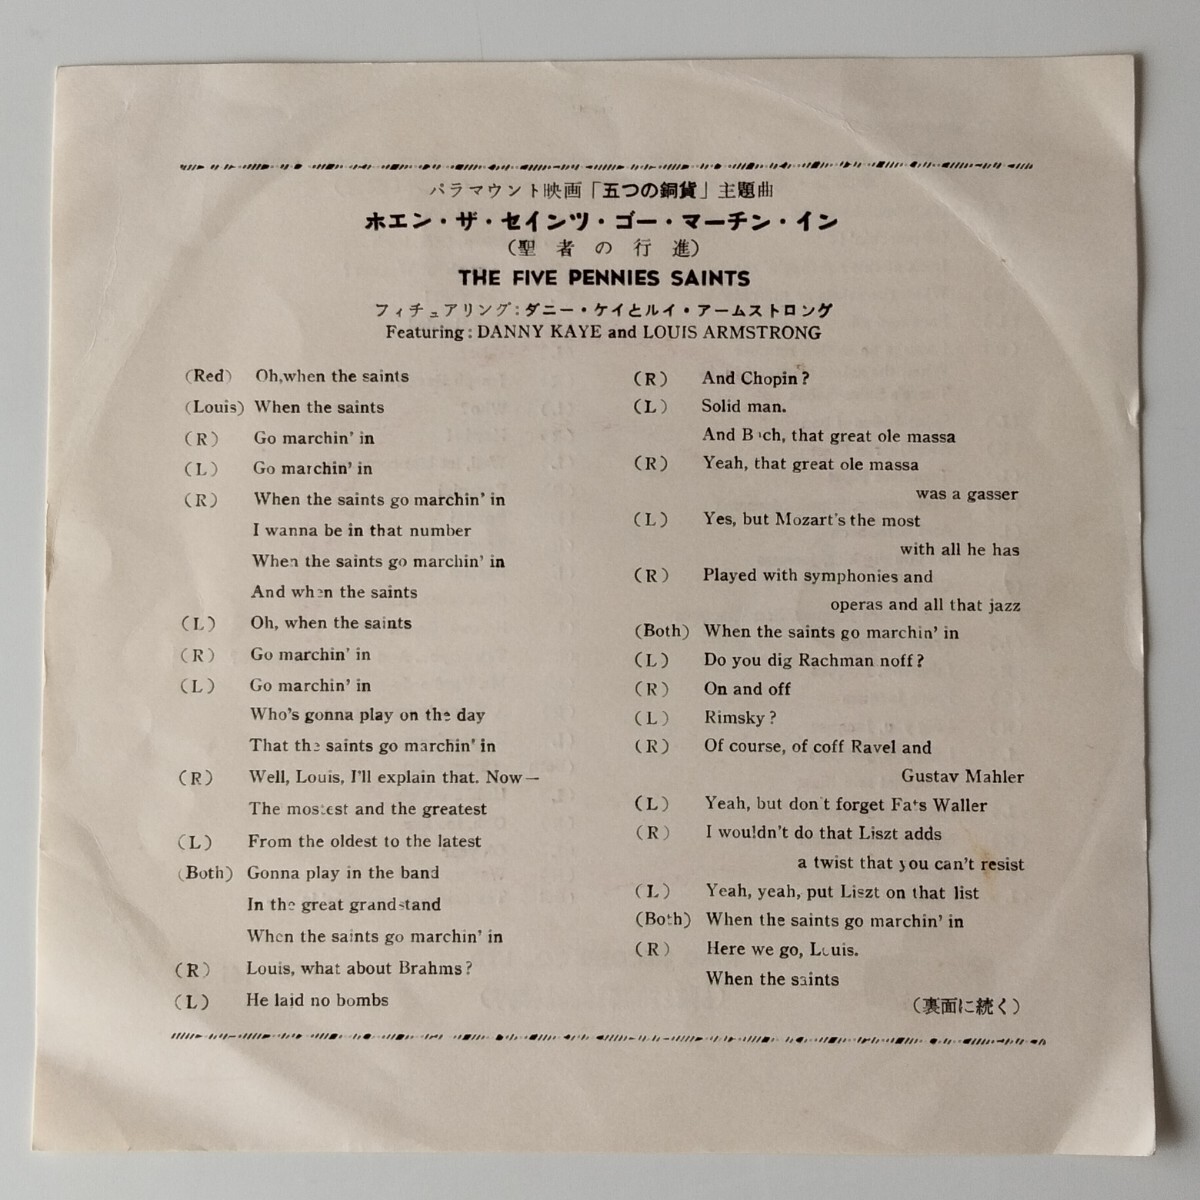 パラマウント映画「五つの銅貨」主題曲
ホエン・ザ・セインツ・ゴー・マーチン・イン
（聖者の行進）
THE FIVE PENNIES SAINTS
フィチュアリング：ダニー・ケイとルイ・アームストロング
Featuring: DANNY KAYE and LOUIS ARMSTRONG
(Red) Oh,when the saints
(Louis) When the saints
(R) Go marchin' in
(L) Go marchin' in
(R) When the saints go marchin' in
I wanna be in that number
When the saints go marchin' in
And when the saints
(L) Oh, when the saints
(R) Go marchin' in
(L) Go marchin' in
Who's gonna play on the day
That the saints go marchin' in
(R) Well, Louis, I'll explain that. Now—
The mostest and the greatest
(L) From the oldest to the latest
(Both) Gonna play in the band
In the great grandstand
When the saints go marchin' in
(R) Louis, what about Brahms?
(L) He laid no bombs
(R) And Chopin?
(L) Solid man.
And Bach, that great ole massa
(R) Yeah, that great ole massa
was a gasser
(L) Yes, but Mozart's the most
with all he has
(R) Played with symphonies and
operas and all that jazz
(Both) When the saints go marchin' in
(L) Do you dig Rachman noff?
(R) On and off
(L) Rimsky?
(R) Of course, of coff Ravel and
Gustav Mahler
(L) Yeah, but don't forget Fats Waller
(R) I wouldn't do that Liszt adds
a twist that you can't resist
(L) Yeah, yeah, put Liszt on that list
(Both) When the saints go marchin' in
(R) Here we go, Louis.
When the saints
（裏面に続く）